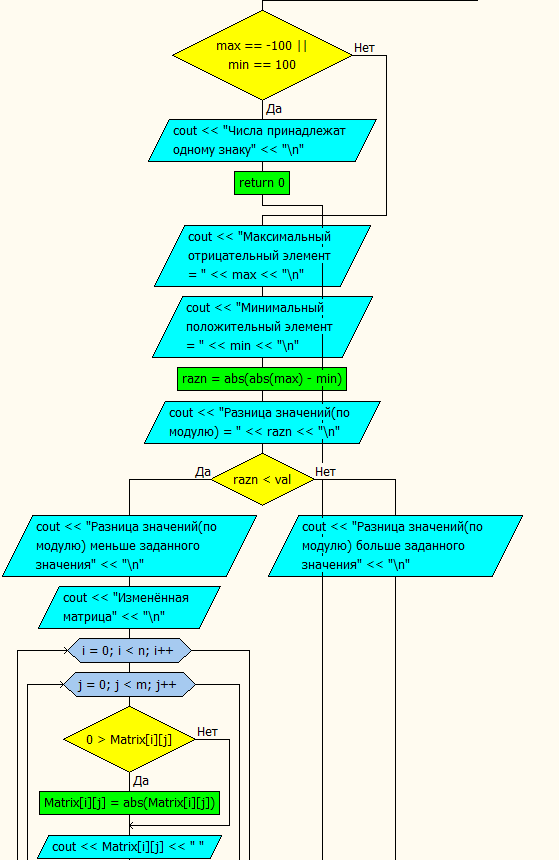 max == -100 ||
min == 100
Нет
Да
cout << "Числа принадлежат
одному знаку" << "\n"
return 0
cout << "Максимальный
отрицательный элемент
= " << max << "\n"
cout << "Минимальный
положительный элемент
= " << min << "\n"
razn = abs(abs(max) - min)
cout << "Разница значений(по
модулю) = " << razn << "\n"
Да
razn < val
Нет
cout << "Разница значений(по
модулю) меньше заданного
значения" << "\n"
cout << "Разница значений(по
модулю) больше заданного
значения" << "\n"
cout << "Изменённая
матрица" << "\n"
i = 0; i < n; i++
j = 0; j < m; j++
0 > Matrix[i][j]
Нет
Да
Matrix[i][j] = abs(Matrix[i][j])
cout << Matrix[i][j] << " "